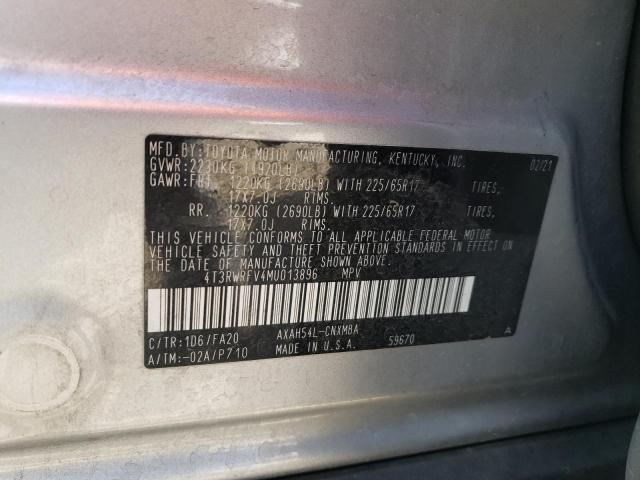 MFD. BY: TOYOTA MOTOR MANUFACTURING, KENTUCKY, INC. 02/21
GVWR: 2230KG (4920LB)
GAWR: FRT. 1220KG (2690LB) WITH 225/65R17 TIRES,
17X7.0J RIMS.
RR. 1220KG (2690LB) WITH 225/65R17 TIRES,
17X7.0J RIMS.
THIS VEHICLE CONFORMS TO ALL APPLICABLE FEDERAL MOTOR
VEHICLE SAFETY AND THEFT PREVENTION STANDARDS
IN EFFECT ON THE DATE OF MANUFACTURE SHOWN ABOVE.
4T3RWRFV4MU013896 MPV
C/TR: 1D6/FA20 AXAH54L-CNXMBA A
A/TM: -02A/P710 MADE IN U.S.A. 59670